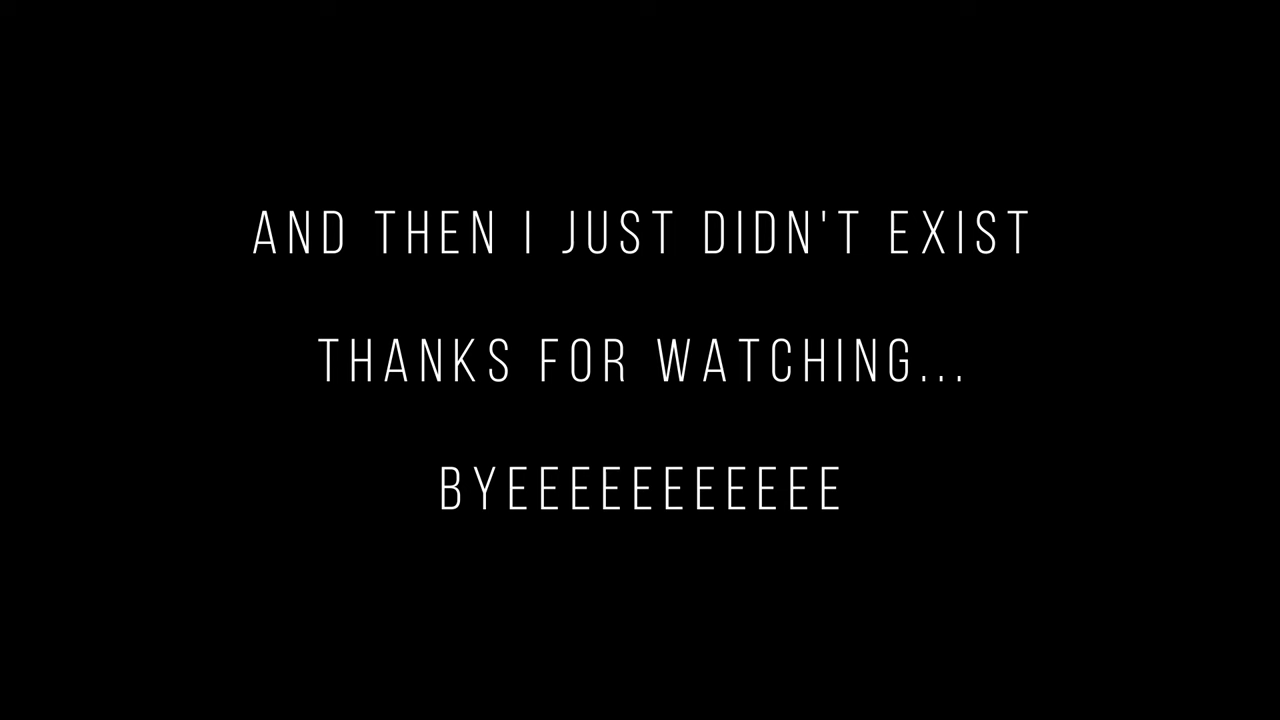 AND THEN I JUST DIDN'T EXIST
THANKS FOR WATCHING...
BYEEEEEEEEEEE